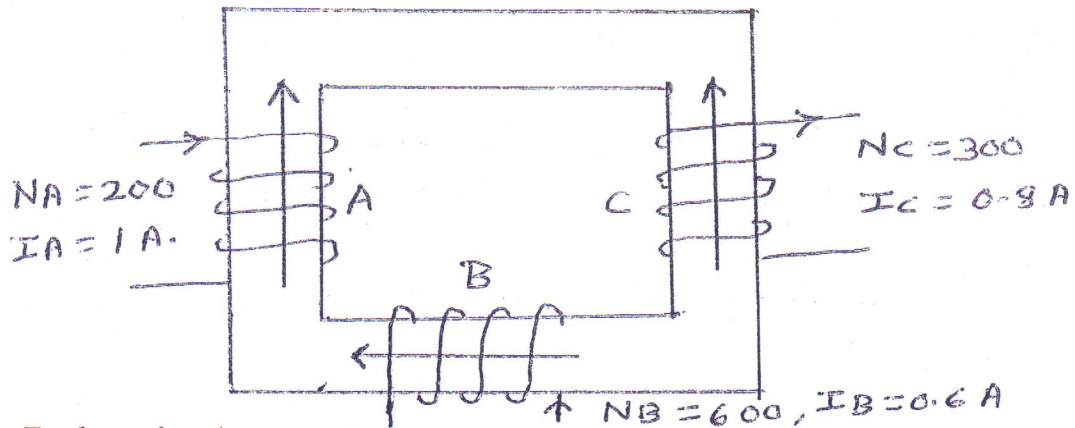 NA = 200
IA = 1 A.
A
B
C
NC = 300
IC = 0.8 A
NB = 600, IB = 0.6 A